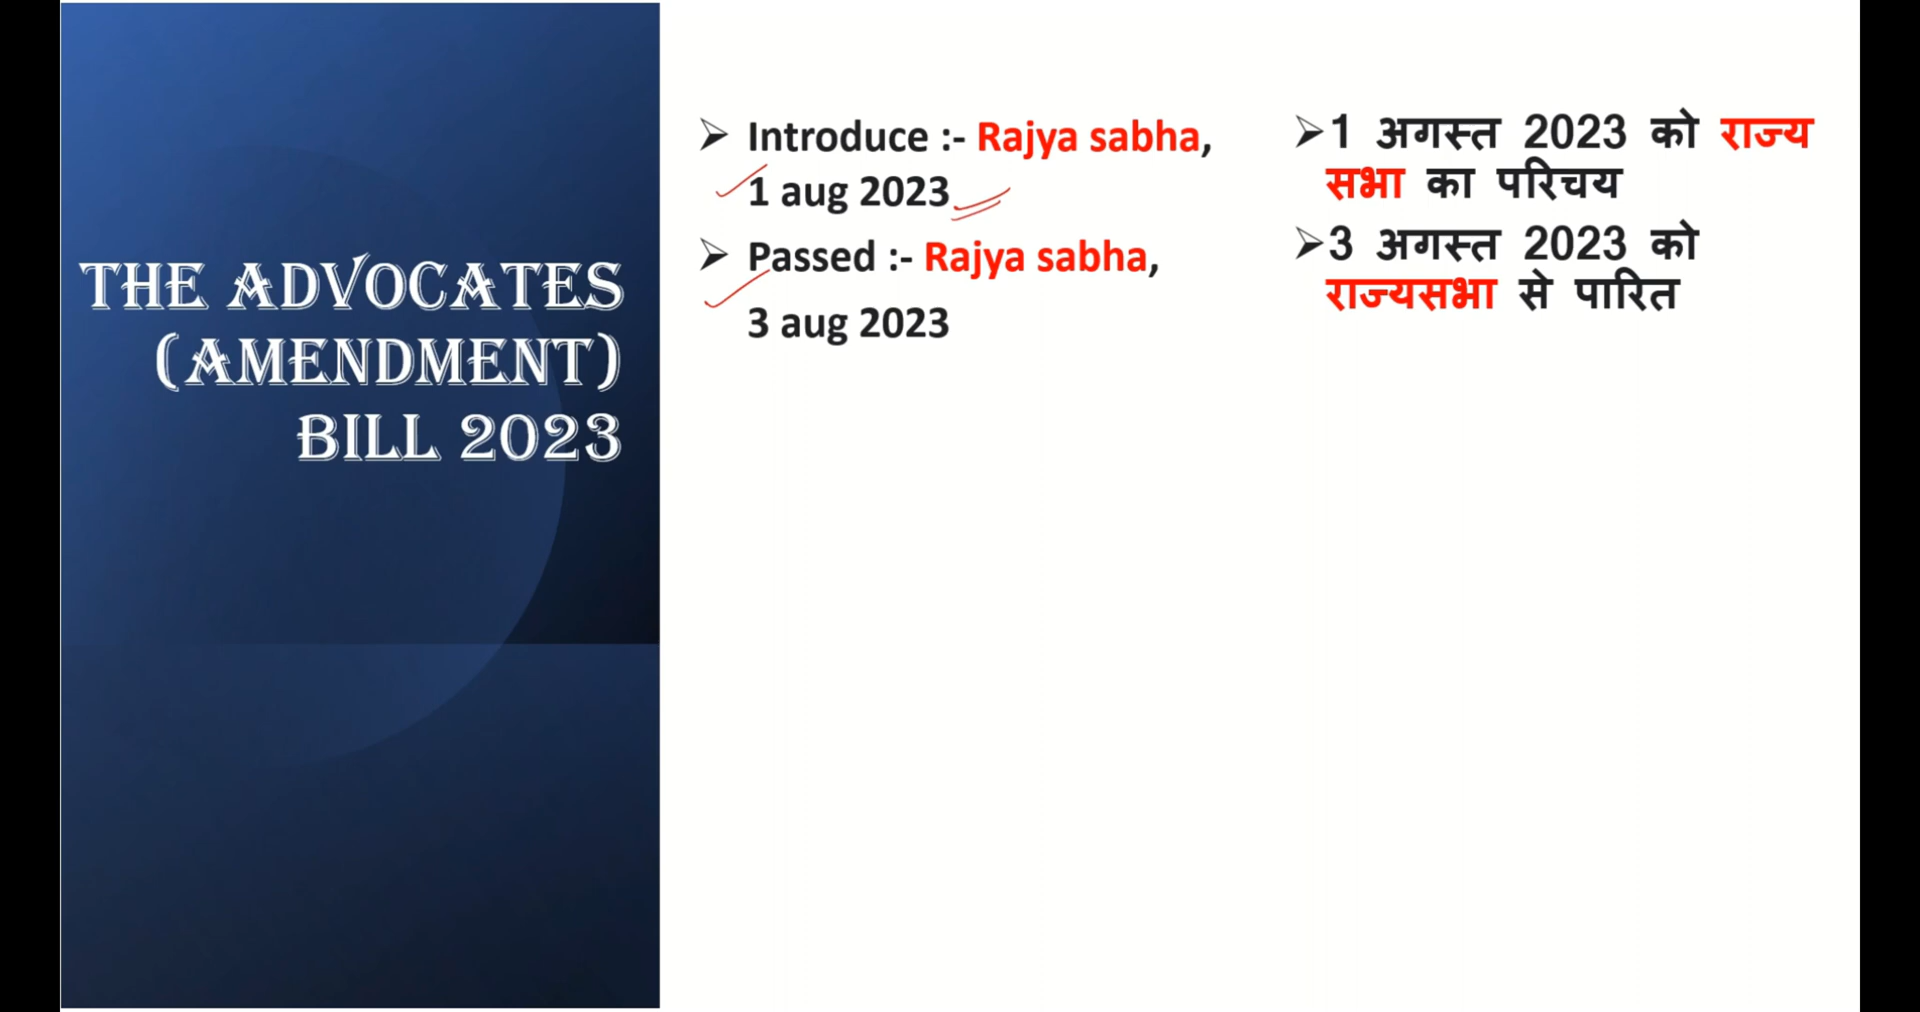 THE ADVOCATES
(AMENDMENT)
BILL 2023
➢ Introduce :- Rajya sabha,
1 aug 2023
➢ Passed :- Rajya sabha,
3 aug 2023
➢1 अगस्त 2023 को राज्य
सभा का परिचय
➢3 अगस्त 2023 को
राज्यसभा से पारित